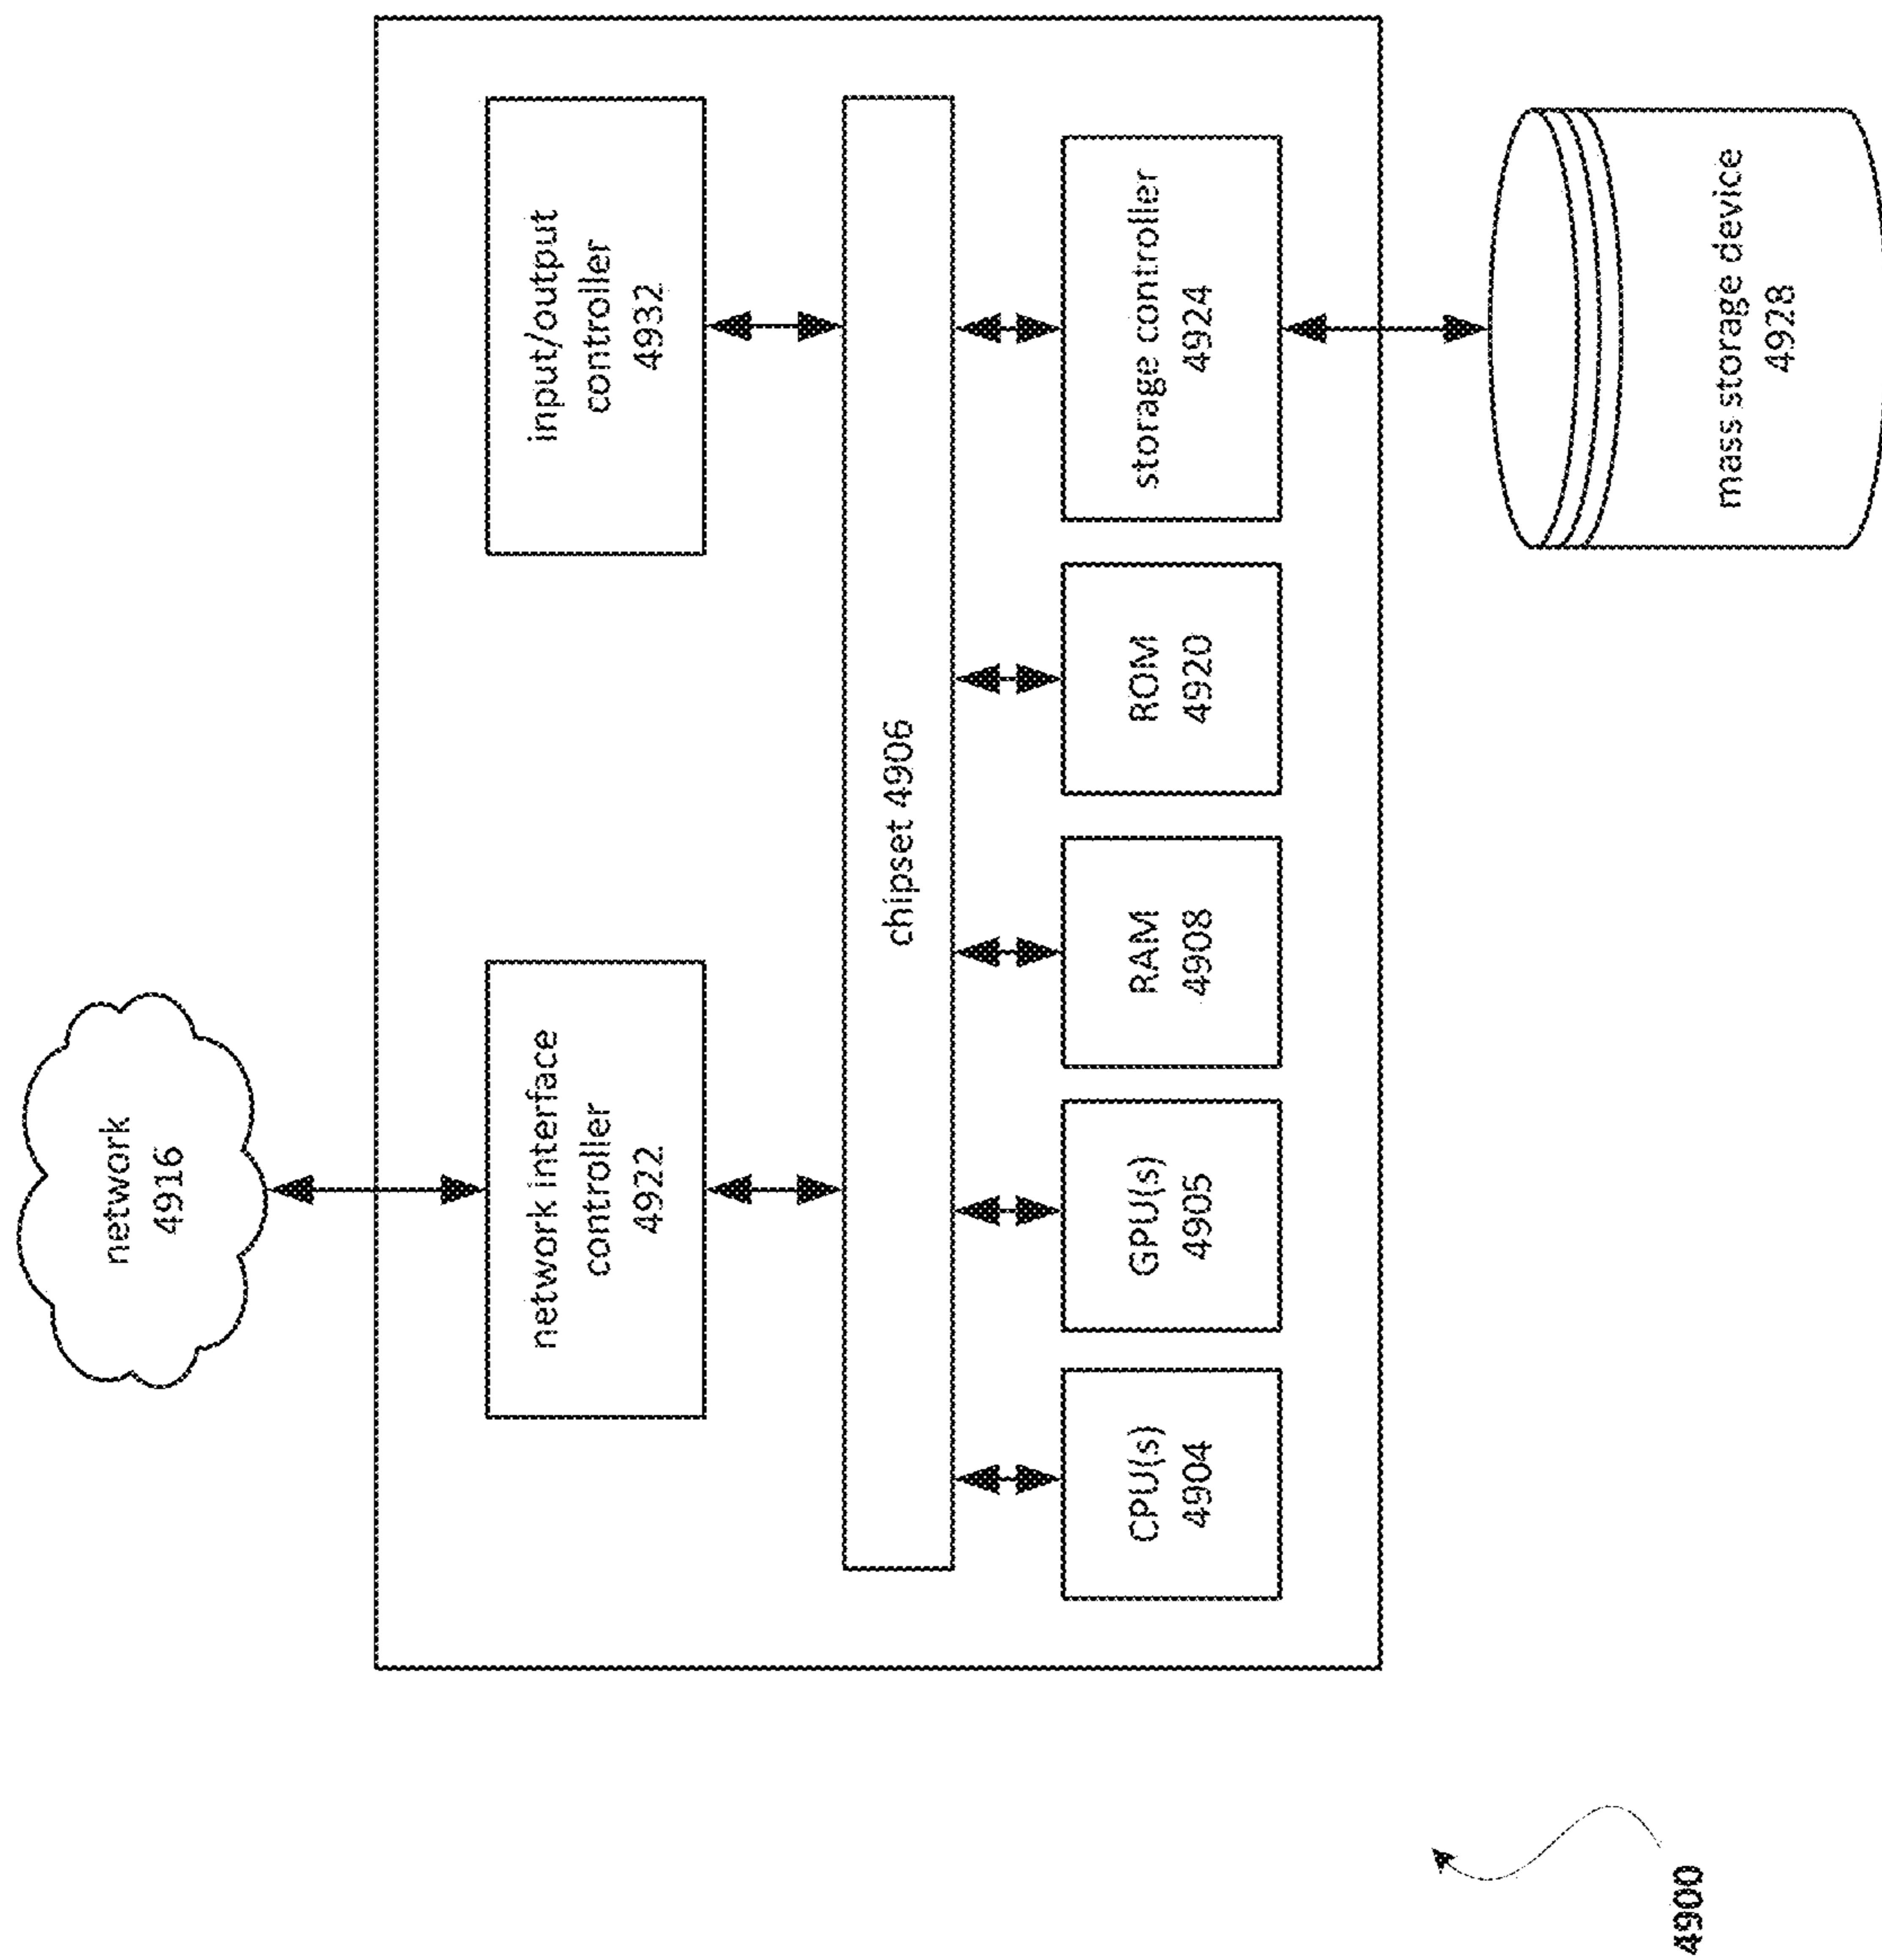 network
4916
network interface
controller
4922
input/output
controller
4932
chipset 4906
CPU(s)
4904
GPU(s)
4905
RAM
4908
ROM
4920
storage controller
4924
mass storage device
4928
4900